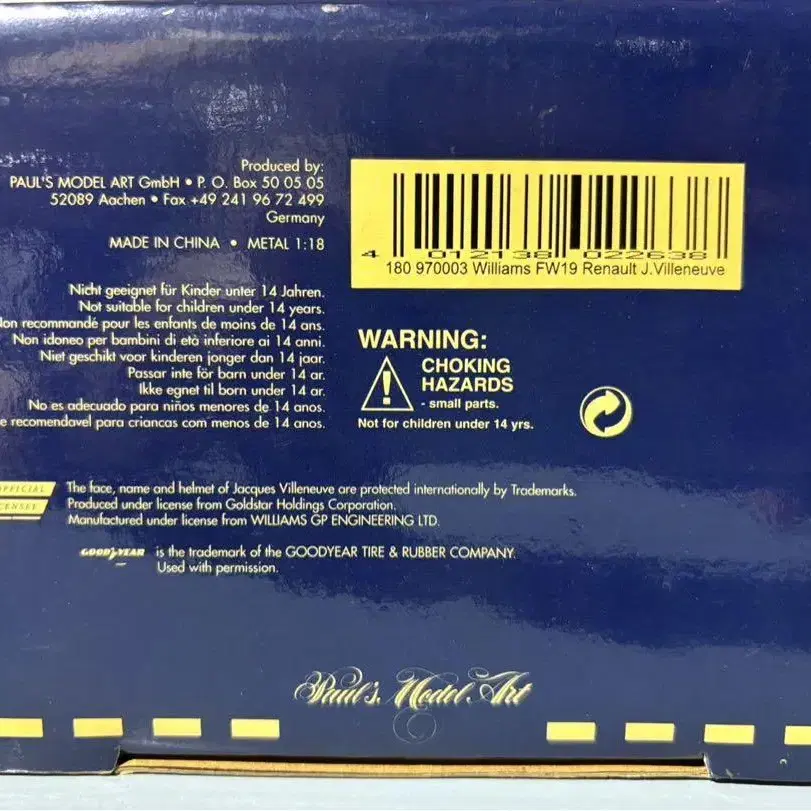 Produced by:
PAUL'S MODEL ART GmbH • P. O. Box 50 05 05
52089 Aachen • Fax +49 241 96 72 499
Germany
MADE IN CHINA • METAL 1:18
4 012138 022638
180 970003 Williams FW19 Renault J.Villeneuve
Nicht geeignet für Kinder unter 14 Jahren.
Not suitable for children under 14 years.
recommandé pour les enfants de moins de 14 ans.
Non idoneo per bambini di età inferiore ai 14 anni.
Niet geschikt voor kinderen jonger dan 14 jaar.
Passar inte för barn under 14 ar.
Ikke egnet til born under 14 ar.
No es adecuado para niños menores de 14 anos.
recomendavel para criancas com menos de 14 anos.
WARNING:
CHOKING
HAZARDS
- small parts.
Not for children under 14 yrs.
The face, name and helmet of Jacques Villeneuve are protected internationally by Trademarks.
Produced under license from Goldstar Holdings Corporation.
Manufactured under license from WILLIAMS GP ENGINEERING LTD.
GOODYEAR is the trademark of the GOODYEAR TIRE & RUBBER COMPANY.
Used with permission.
Paul's Model Art